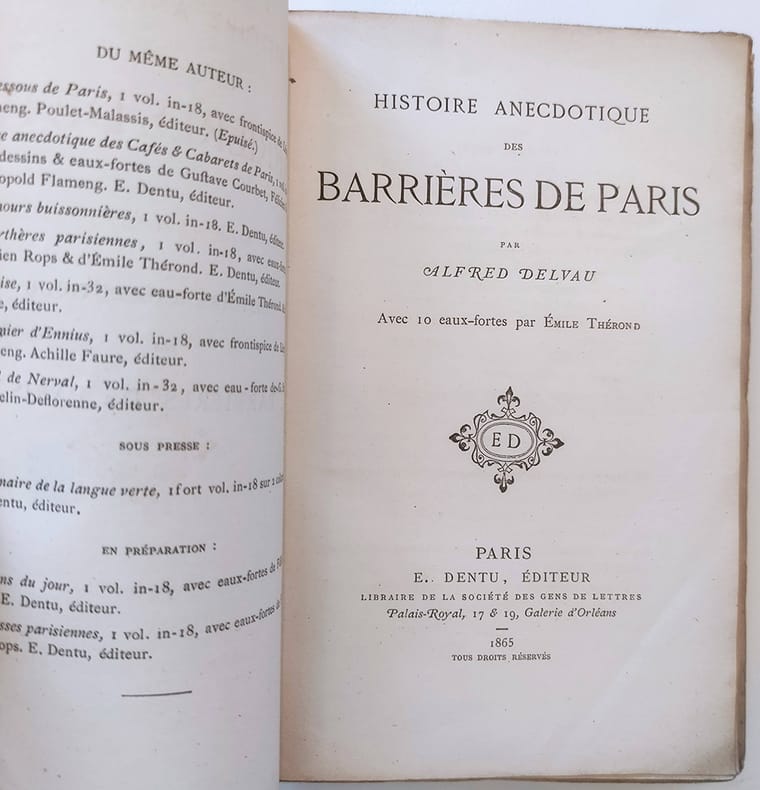 DU MÊME AUTEUR :
essous de Paris, 1 vol. in-18, avec frontispice de
meng. Poulet-Malassis, éditeur. (Epuisé.)
e anecdotique des Cafés & Cabarets de Paris, 1
dessins & eaux-fortes de Guſtave Courbet,
opold Flameng. E. Dentu, éditeur.
ours buissonnières, 1 vol. in-18. E. Dentu,
ythères parisiennes, 1 vol. in-18, avec
ien Rops & d'Émile Thérond. E. Dentu, éditeur.
ise, 1 vol. in-32, avec eau-forte d'Émile Thérond.
e, éditeur.
nier d'Ennius, 1 vol. in-18, avec frontispice de
eng. Achille Faure, éditeur.
de Nerval, 1 vol. in-32, avec eau-forte de
elin-Deflorenne, éditeur.
SOUS PRESSE :
naire de la langue verte, 1 fort vol. in-18 sur 2
entu, éditeur.
EN PRÉPARATION :
ns du jour, 1 vol. in-18, avec eaux-fortes de
E. Dentu, éditeur.
sses parisiennes, 1 vol. in-18, avec eaux-fortes de
ops. E. Dentu, éditeur.
HISTOIRE ANECDOTIQUE
DES
BARRIÈRES DE PARIS
PAR
ALFRED DELVAU
Avec 10 eaux-fortes par ÉMILE THÉROND
ED
PARIS
E. DENTU, ÉDITEUR
LIBRAIRE DE LA SOCIÉTÉ DES GENS DE LETTRES
Palais-Royal, 17 & 19, Galerie d'Orléans
1865
TOUS DROITS RÉSERVÉS